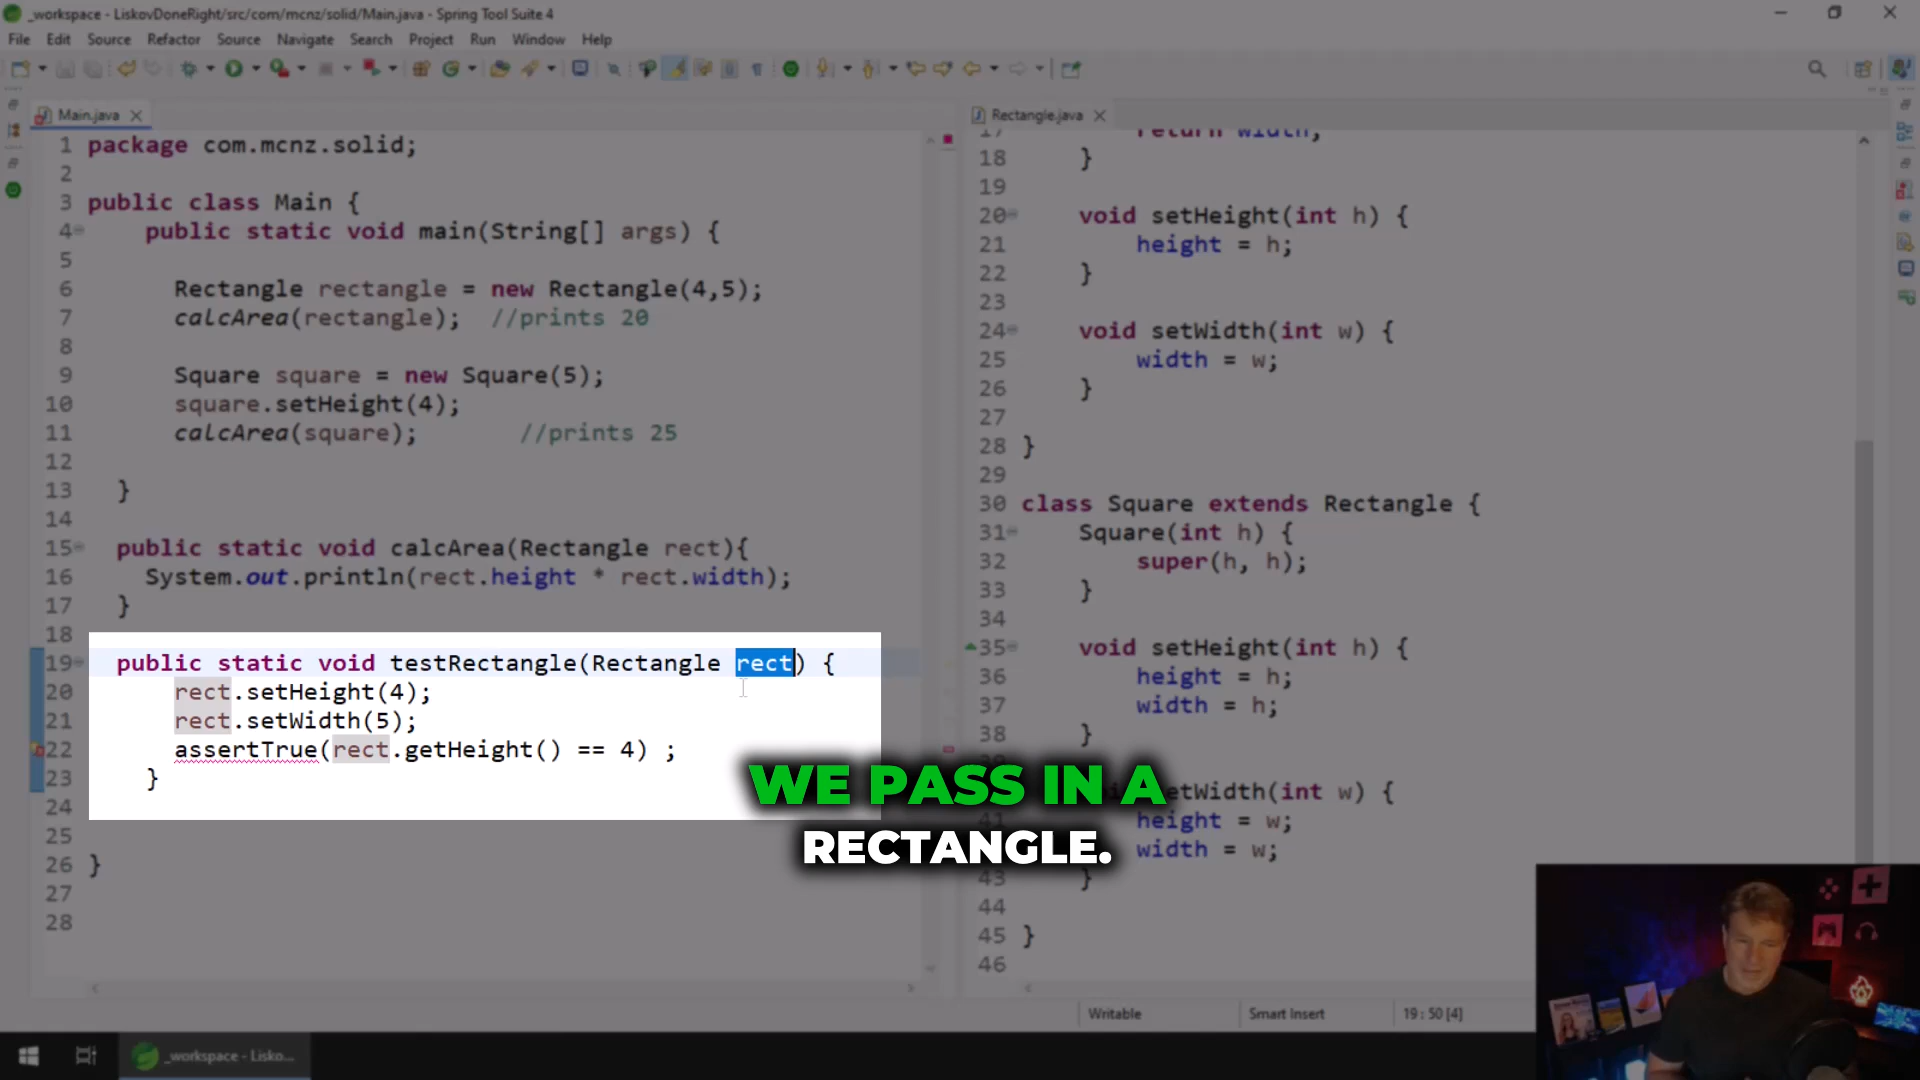 _workspace - LiskovDoneRight/src/com/mcnz/solid/Main.java - Spring Tool Suite 4
File Edit Source Refactor Source Navigate Search Project Run Window Help
Main.java
1 package com.mcnz.solid;
2
3 public class Main {
4 public static void main(String[] args) {
5
6 Rectangle rectangle = new Rectangle(4,5);
7 calcArea(rectangle); //prints 20
8
9 Square square = new Square(5);
10 square.setHeight(4);
11 calcArea(square); //prints 25
12
13 }
14
15 public static void calcArea(Rectangle rect){
16 System.out.println(rect.height * rect.width);
17 }
18
19 public static void testRectangle(Rectangle rect) {
20 rect.setHeight(4);
21 rect.setWidth(5);
22 assertTrue(rect.getHeight() == 4) ;
23 }
24
25
26 }
27
28
Rectangle.java
17 return width;
18 }
19
20 void setHeight(int h) {
21 height = h;
22 }
23
24 void setWidth(int w) {
25 width = w;
26 }
27
28 }
29
30 class Square extends Rectangle {
31 Square(int h) {
32 super(h, h);
33 }
34
35 void setHeight(int h) {
36 height = h;
37 width = h;
38 }
etWidth(int w) {
41 height = w;
width = w;
43 }
44
45 }
46
WE PASS IN A
RECTANGLE.
Writable Smart Insert 19 : 50 [4]
_workspace - Lisko...